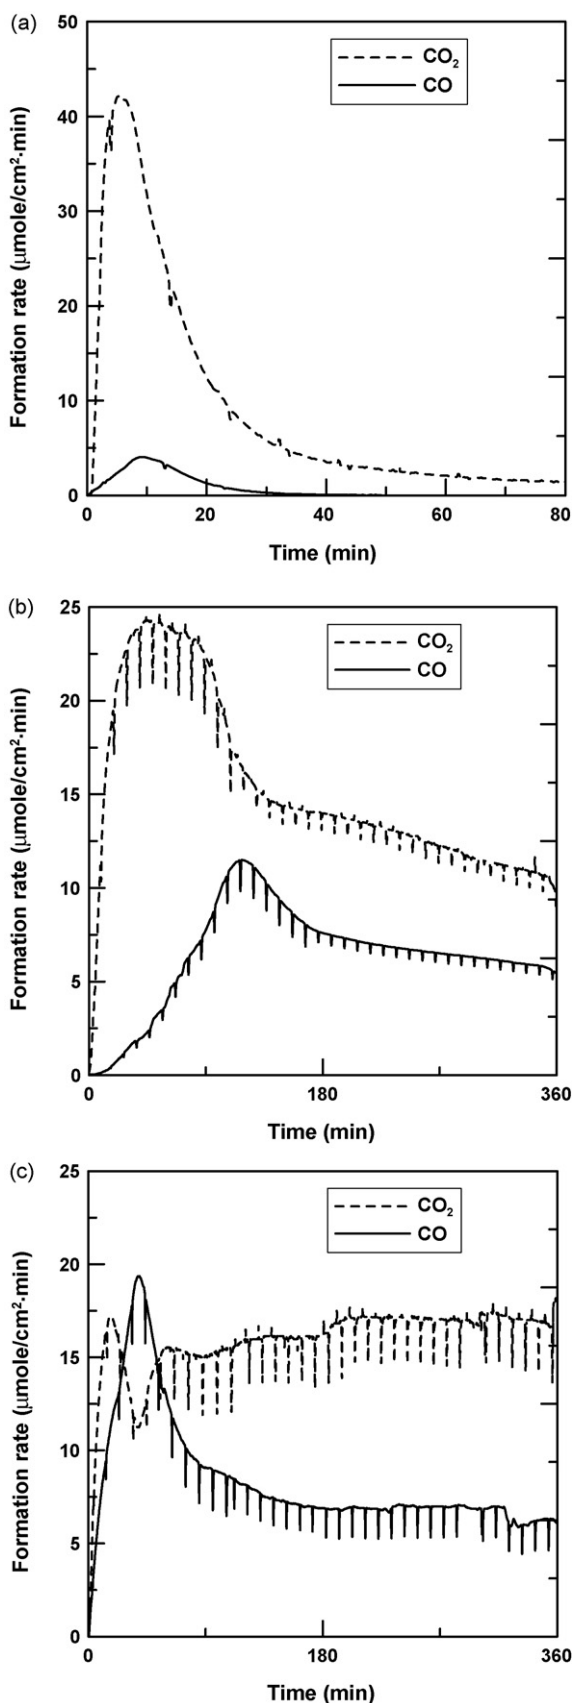 (a)
50
40
30
20
10
0
Formation rate (μmole/cm²·min)
CO₂
CO
0 20 40 60 80
Time (min)
(b)
25
20
15
10
5
0
Formation rate (μmole/cm²·min)
CO₂
CO
0 180 360
Time (min)
(c)
25
20
15
10
5
0
Formation rate (μmole/cm²·min)
CO₂
CO
0 180 360
Time (min)